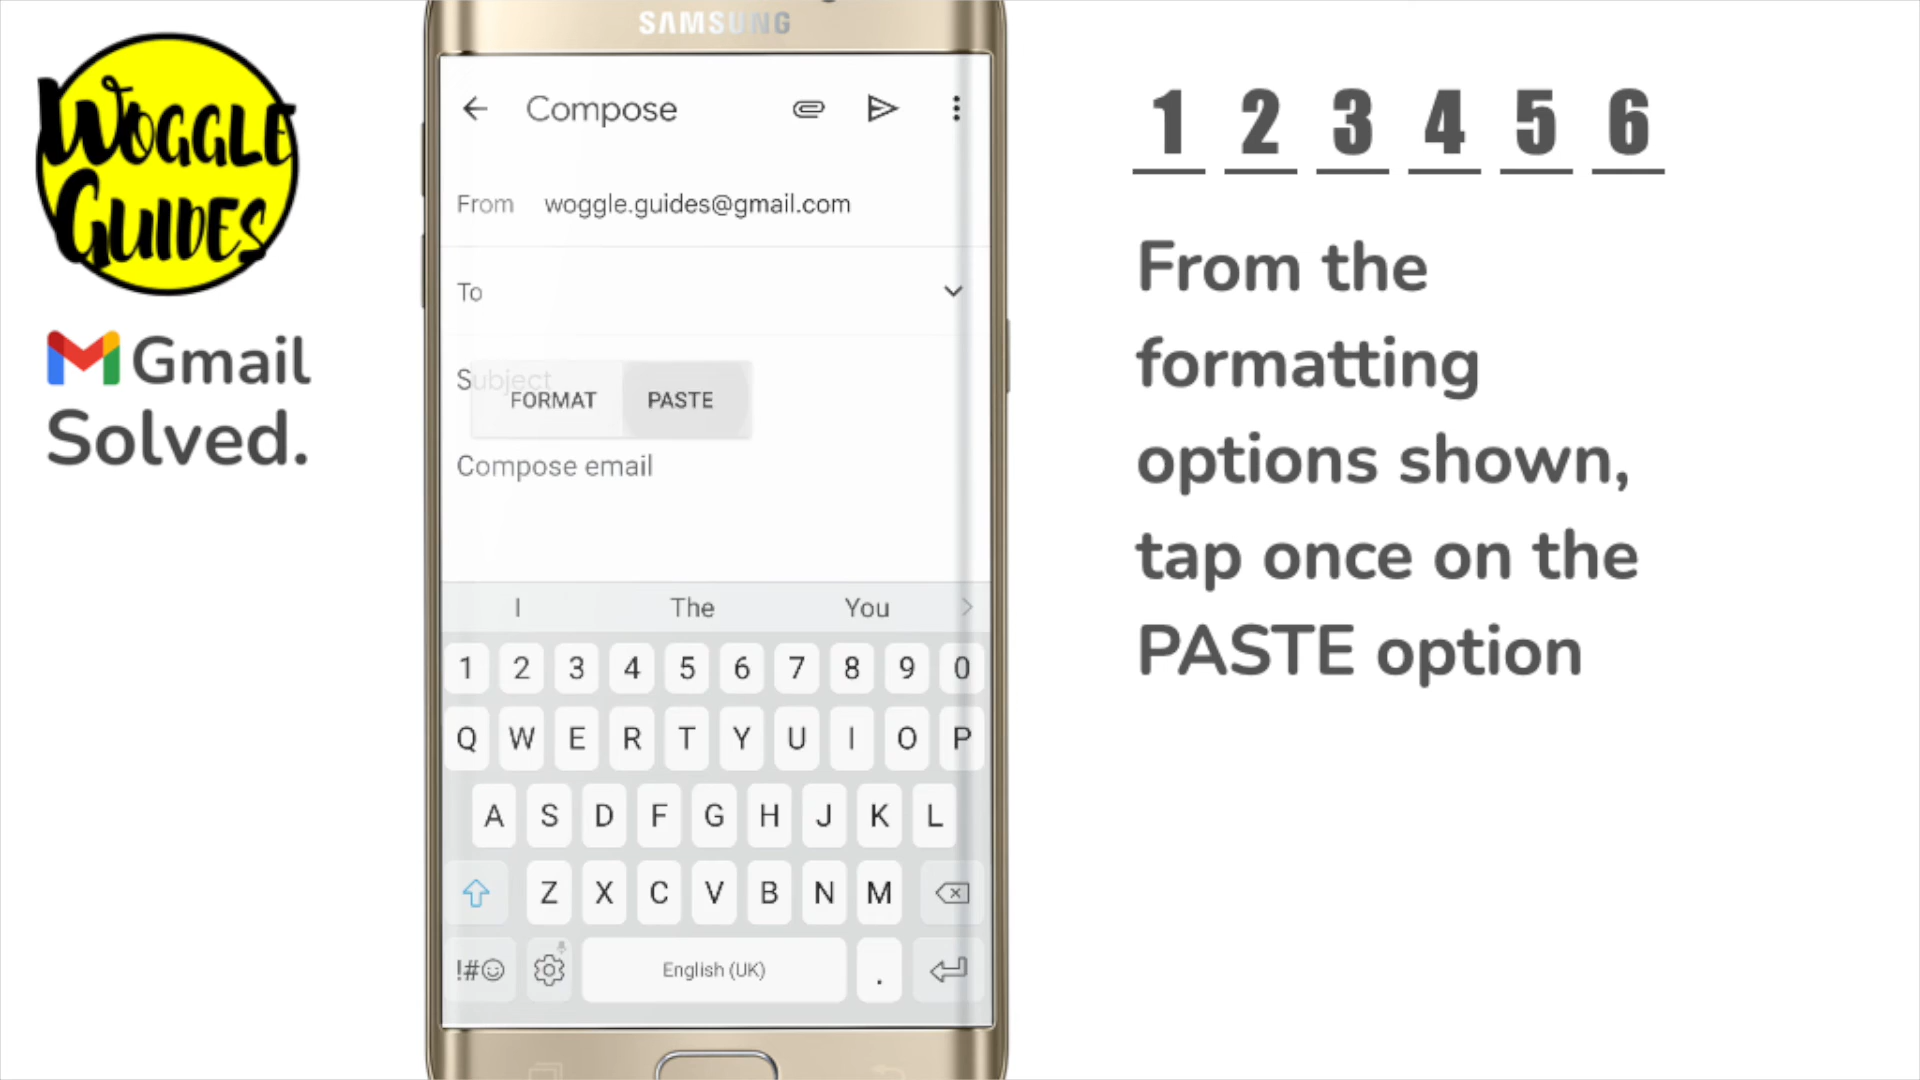 WOGGLE
GUIDES
Gmail
Solved.
SAMSUNG
Compose
From woggle.guides@gmail.com
To
Subject
FORMAT PASTE
Compose email
I The You
1 2 3 4 5 6 7 8 9 0
Q W E R T Y U I O P
A S D F G H J K L
Z X C V B N M
!#☺ English (UK) .
1 2 3 4 5 6
From the
formatting
options shown,
tap once on the
PASTE option